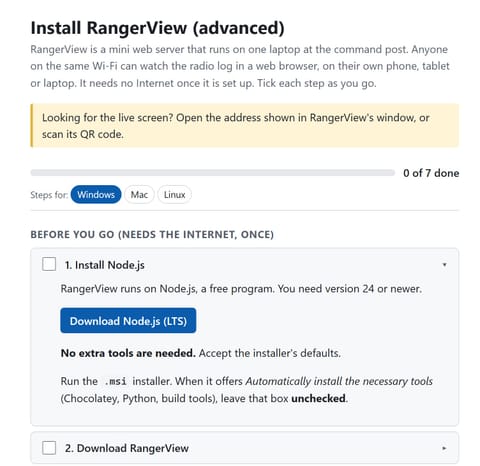 Install RangerView (advanced)
RangerView is a mini web server that runs on one laptop at the command post. Anyone
on the same Wi-Fi can watch the radio log in a web browser, on their own phone, tablet
or laptop. It needs no Internet once it is set up. Tick each step as you go.
Looking for the live screen? Open the address shown in RangerView's window, or
scan its QR code.
0 of 7 done
Steps for: Windows Mac Linux
BEFORE YOU GO (NEEDS THE INTERNET, ONCE)
1. Install Node.js
RangerView runs on Node.js, a free program. You need version 24 or newer.
Download Node.js (LTS)
No extra tools are needed. Accept the installer's defaults.
Run the .msi installer. When it offers Automatically install the necessary tools
(Chocolatey, Python, build tools), leave that box unchecked.
2. Download RangerView